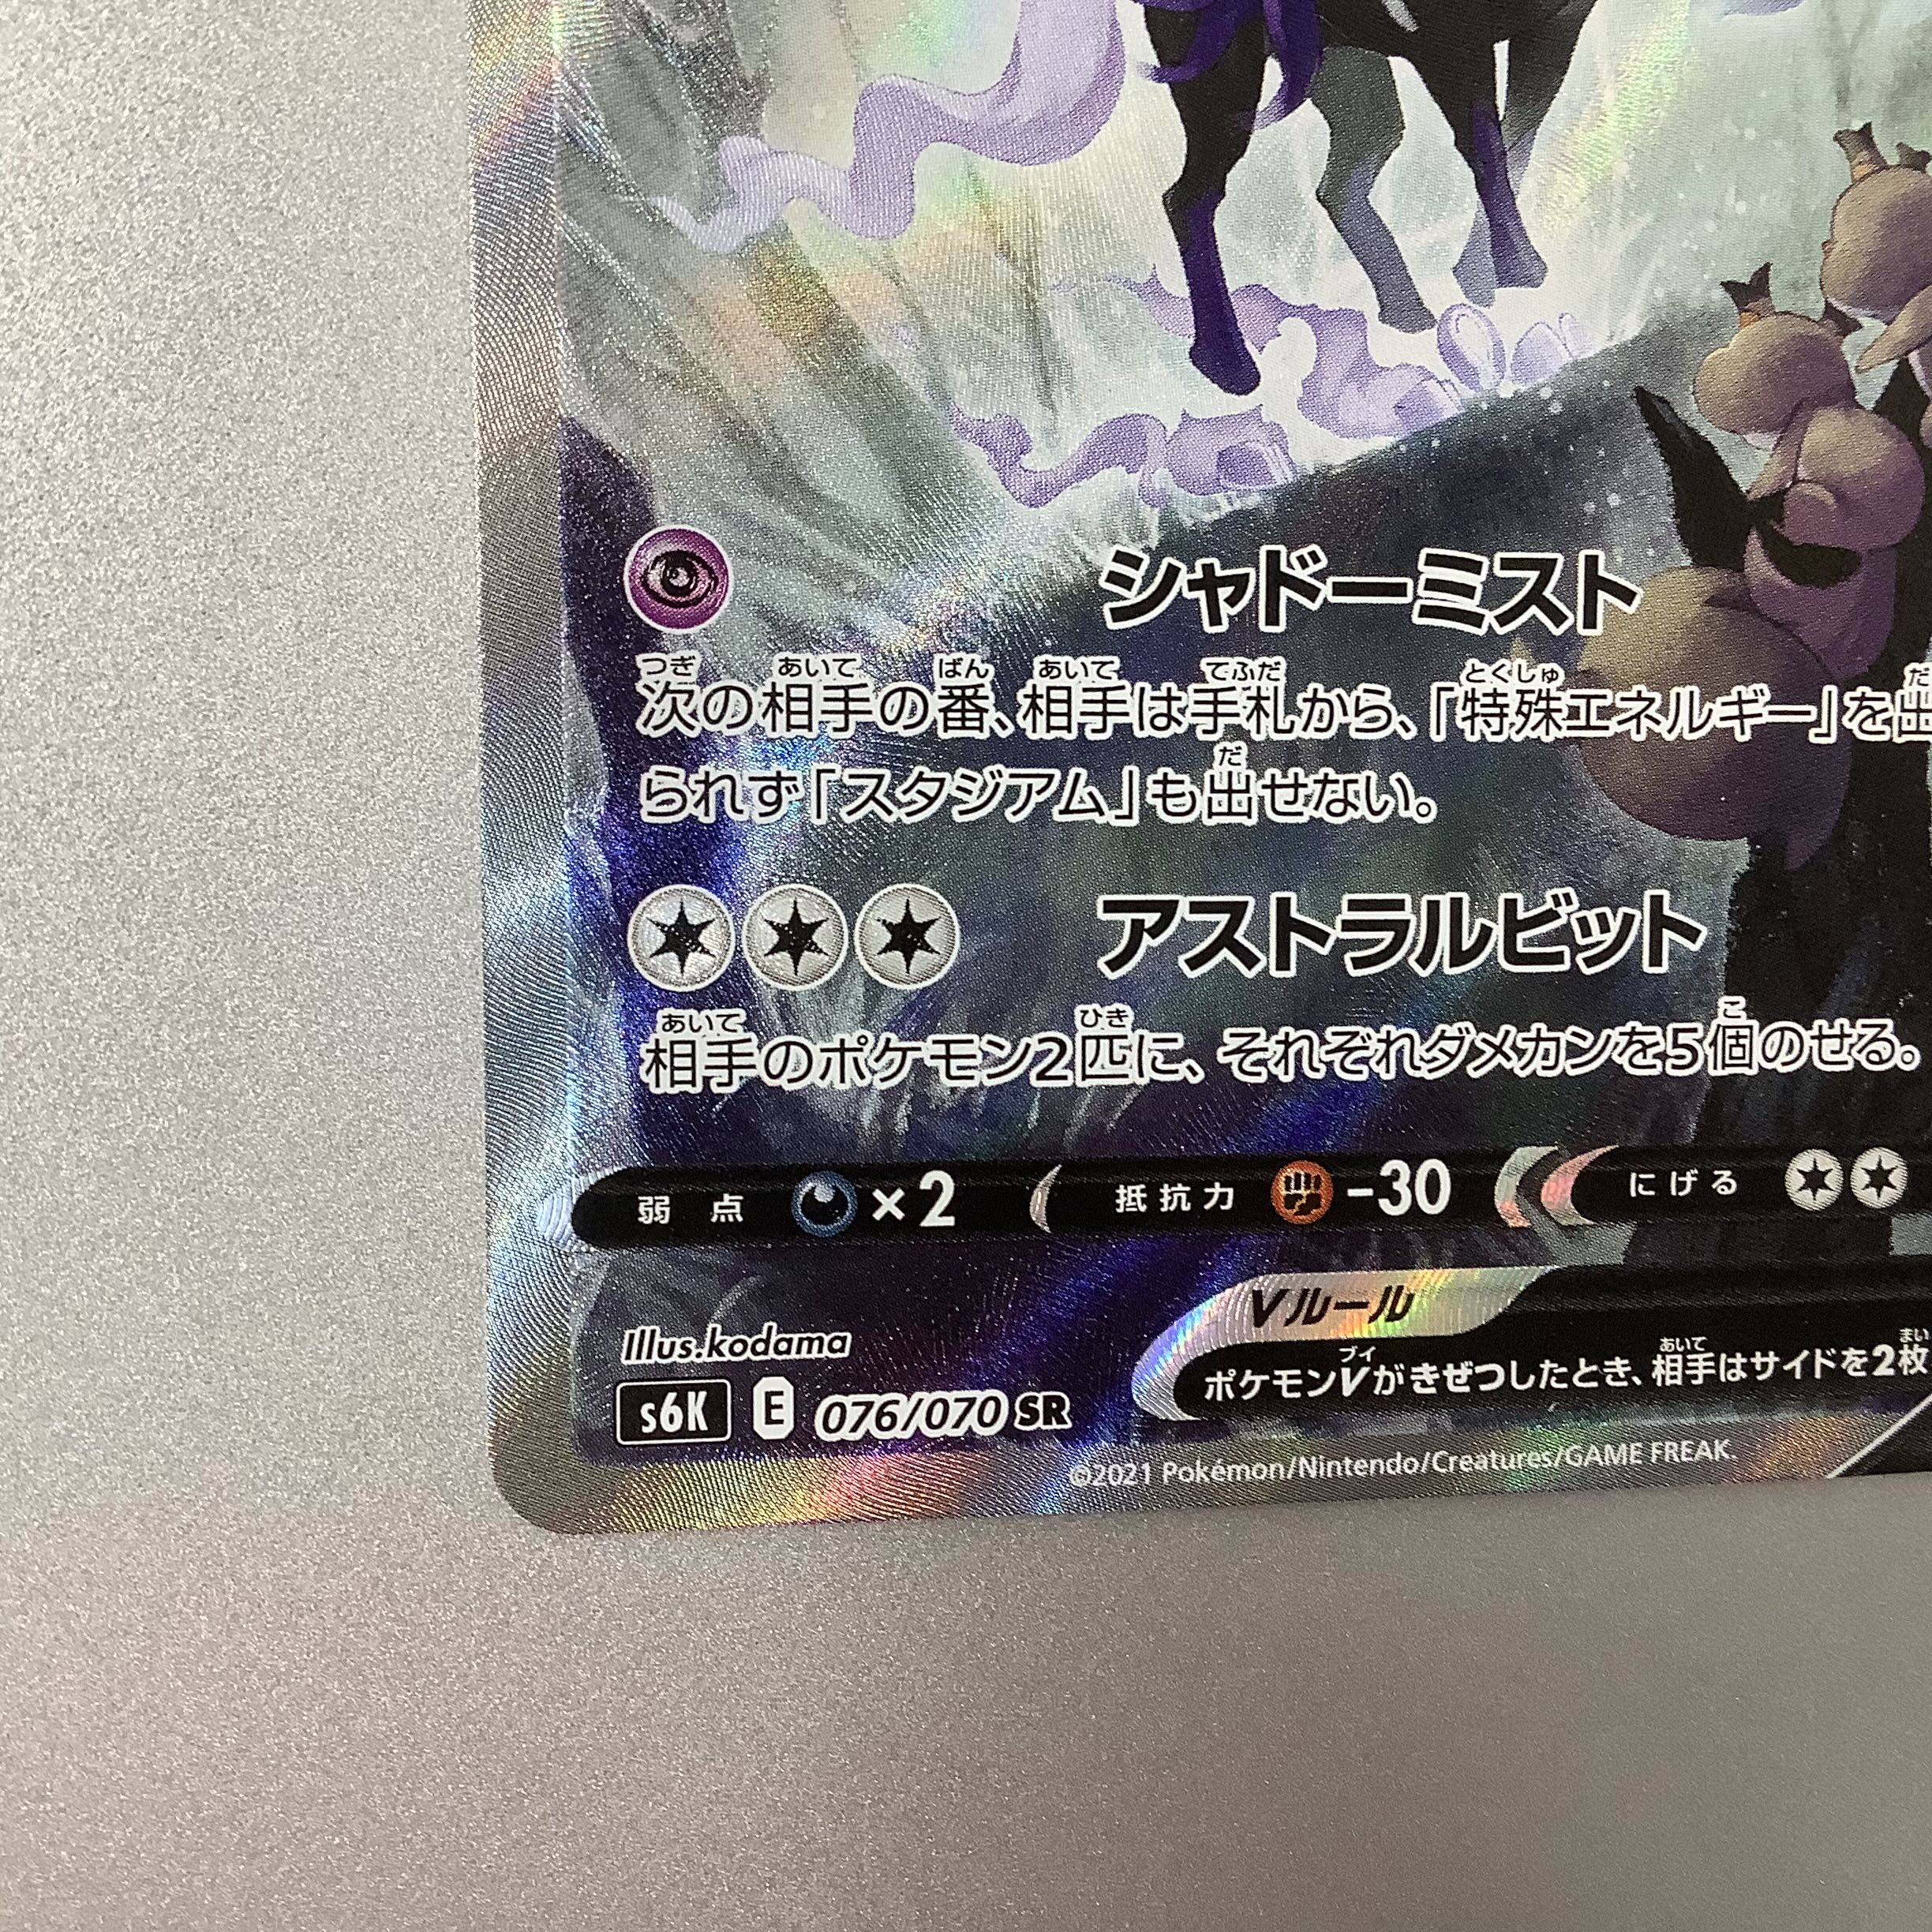 シャドーミスト
次の相手の番、相手は手札から、「特殊エネルギー」を出
られず「スタジアム」も出せない。
アストラルビット
相手のポケモン2匹に、それぞれダメカンを5個のせる。
弱点 ×2 抵抗力 -30 にげる
Vルール
Illus.kodama
ポケモンVがきぜつしたとき、相手はサイドを2枚
s6K E 076/070 SR
©2021 Pokémon/Nintendo/Creatures/GAME FREAK.